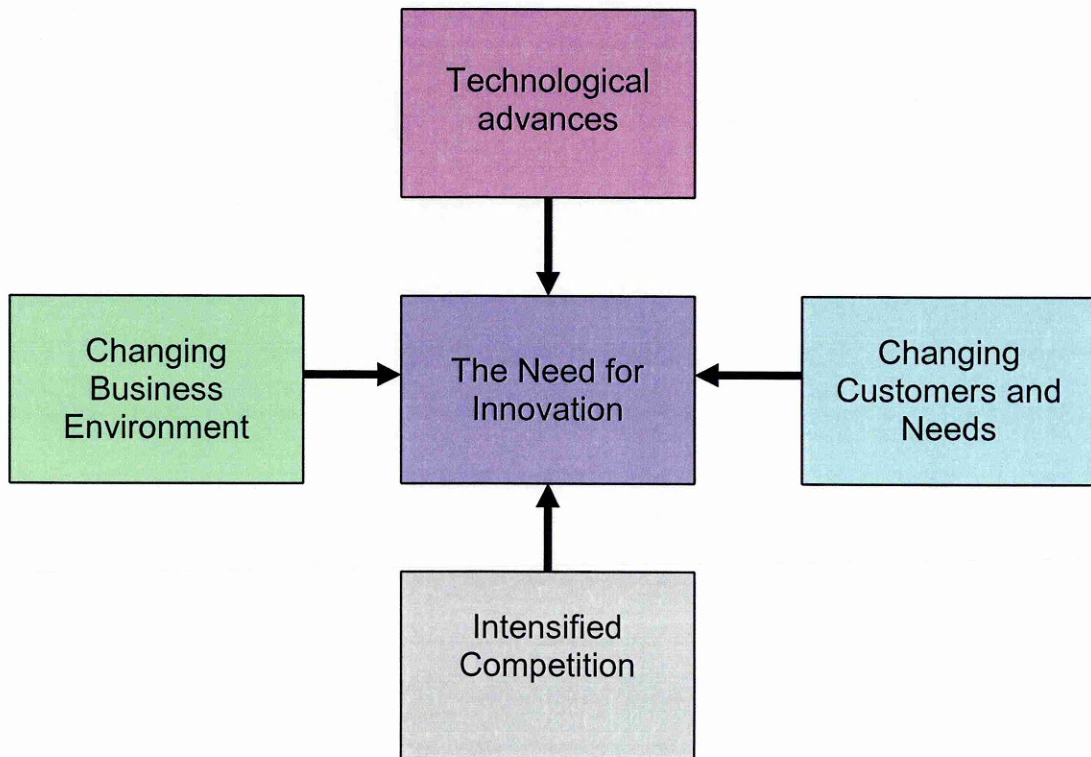 Technological
advances
Changing
Business
Environment
The Need for
Innovation
Changing
Customers and
Needs
Intensified
Competition